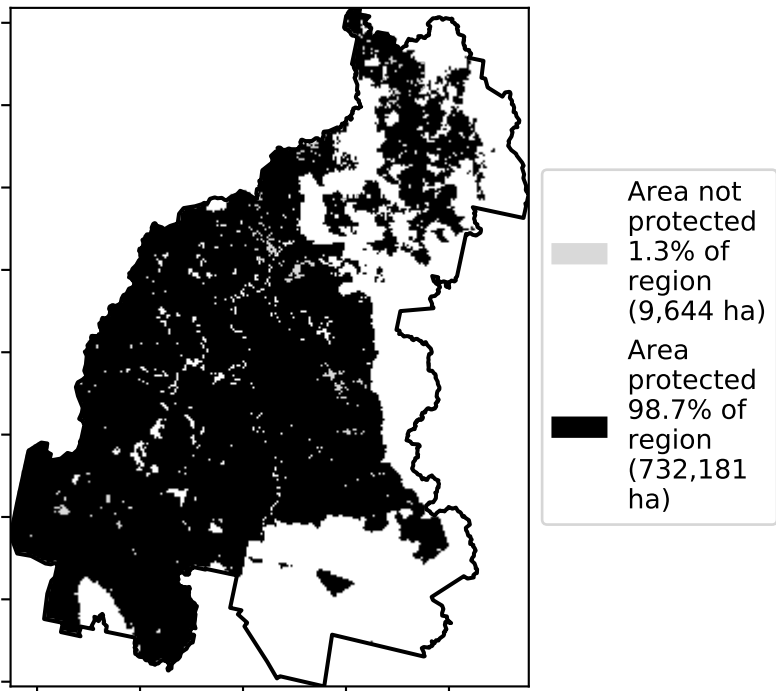 Area not
protected
1.3% of
region
(9,644 ha)
Area
protected
98.7% of
region
(732,181
ha)